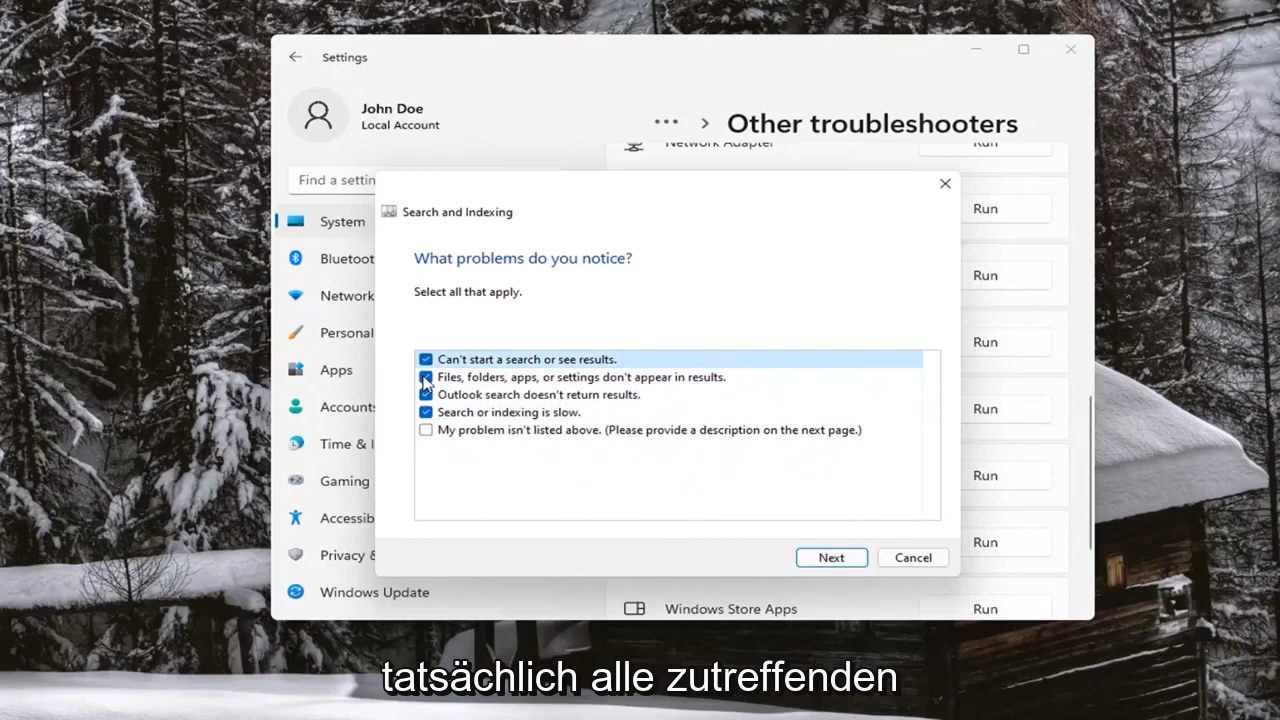 Settings
John Doe
Local Account
••• > Other troubleshooters
Network Adapter
Run
Find a settin
Search and Indexing
What problems do you notice?
Select all that apply.
Can't start a search or see results.
Files, folders, apps, or settings don't appear in results.
Outlook search doesn't return results.
Search or indexing is slow.
My problem isn't listed above. (Please provide a description on the next page.)
Next
Cancel
System
Bluetoot
Network
Personal
Apps
Accounts
Time & l
Gaming
Accessib
Privacy &
Windows Update
Run
Run
Run
Run
Run
Run
Windows Store Apps
Run
tatsächlich alle zutreffenden